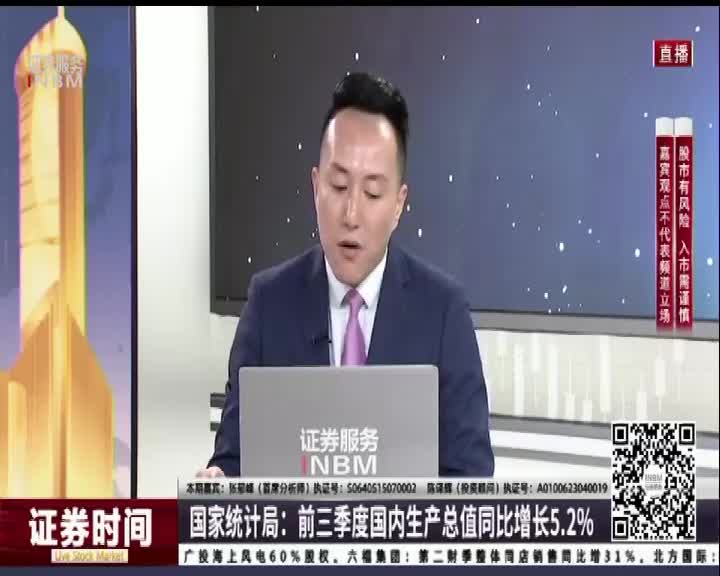 证券服务
NBM
直播
股市有风险 入市需谨慎
嘉宾观点不代表频道立场
证券服务
NBM
NBM
本期嘉宾：张郁峰（首席分析师）执证号：S0640515070002 陈译辉（投资顾问）执证号：A0100623040019
证券时间
Live Stock Market
国家统计局：前三季度国内生产总值同比增长5.2%
广投海上风电60%股权。六福集团：第二财季整体同店销售同比增31%。北方国际：